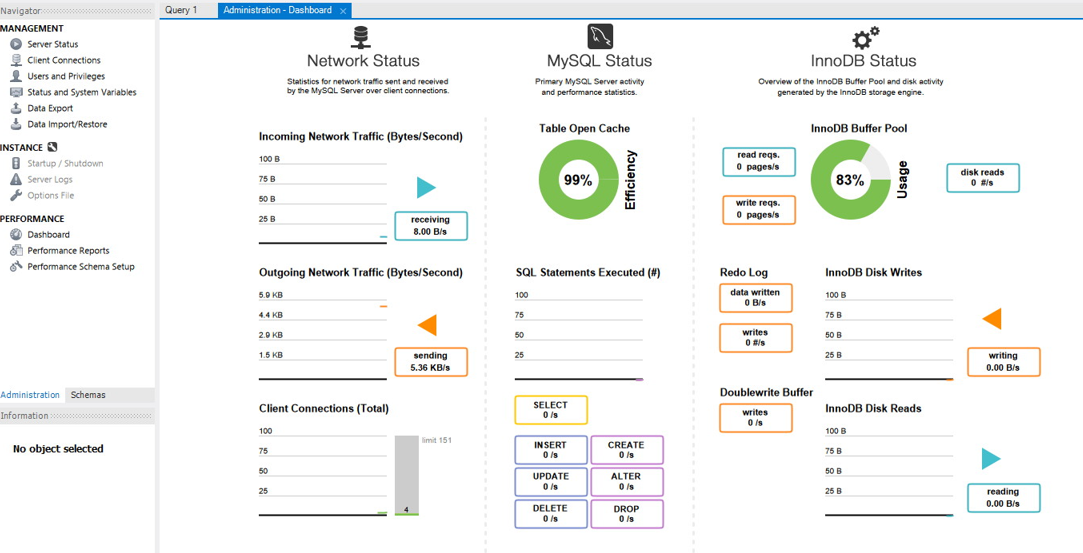 Navigator
MANAGEMENT
Server Status
Client Connections
Users and Privileges
Status and System Variables
Data Export
Data Import/Restore
INSTANCE
Startup / Shutdown
Server Logs
Options File
PERFORMANCE
Dashboard
Performance Reports
Performance Schema Setup
Administration Schemas
Information
No object selected
Query 1
Administration - Dashboard
Network Status
Statistics for network traffic sent and received
by the MySQL Server over client connections.
Incoming Network Traffic (Bytes/Second)
100 B
75 B
50 B
25 B
receiving
8.00 B/s
Outgoing Network Traffic (Bytes/Second)
5.9 KB
4.4 KB
2.9 KB
1.5 KB
sending
5.36 KB/s
Client Connections (Total)
100
75
50
25
limit 151
4
MySQL Status
Primary MySQL Server activity
and performance statistics.
Table Open Cache
99%
Efficiency
SQL Statements Executed (#)
100
75
50
25
SELECT
0 /s
INSERT
0 /s
CREATE
0 /s
UPDATE
0 /s
ALTER
0 /s
DELETE
0 /s
DROP
0 /s
InnoDB Status
Overview of the InnoDB Buffer Pool and disk activity
generated by the InnoDB storage engine.
InnoDB Buffer Pool
read reqs.
0 pages/s
write reqs.
0 pages/s
83%
Usage
disk reads
0 #/s
Redo Log
data written
0 B/s
writes
0 #/s
InnoDB Disk Writes
100 B
75 B
50 B
25 B
writing
0.00 B/s
Doublewrite Buffer
writes
0 /s
InnoDB Disk Reads
100 B
75 B
50 B
25 B
reading
0.00 B/s